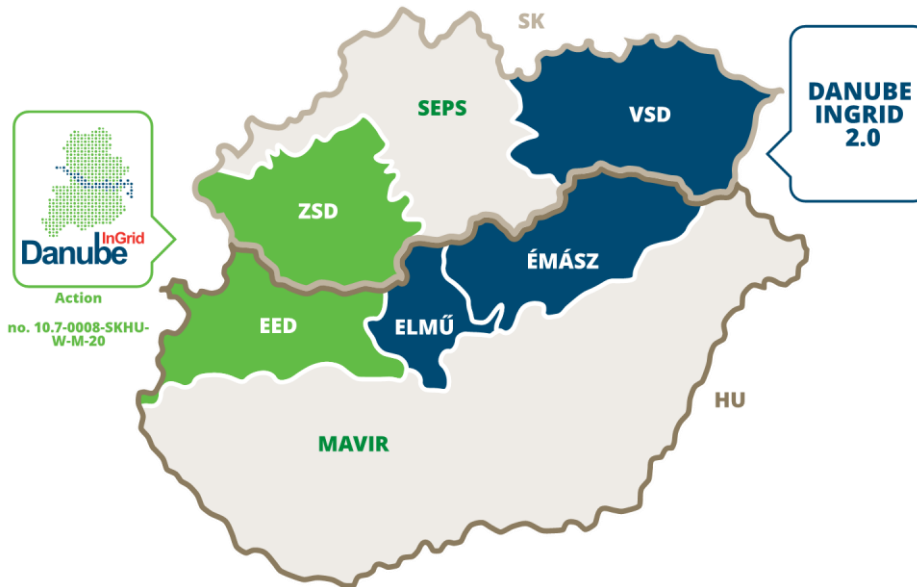 SK
SEPS
VSD
DANUBE
INGRID
2.0
ZSD
InGrid
Danube
ÉMÁSZ
Action
no. 10.7-0008-SKHU-
W-M-20
EED
ELMŰ
HU
MAVIR